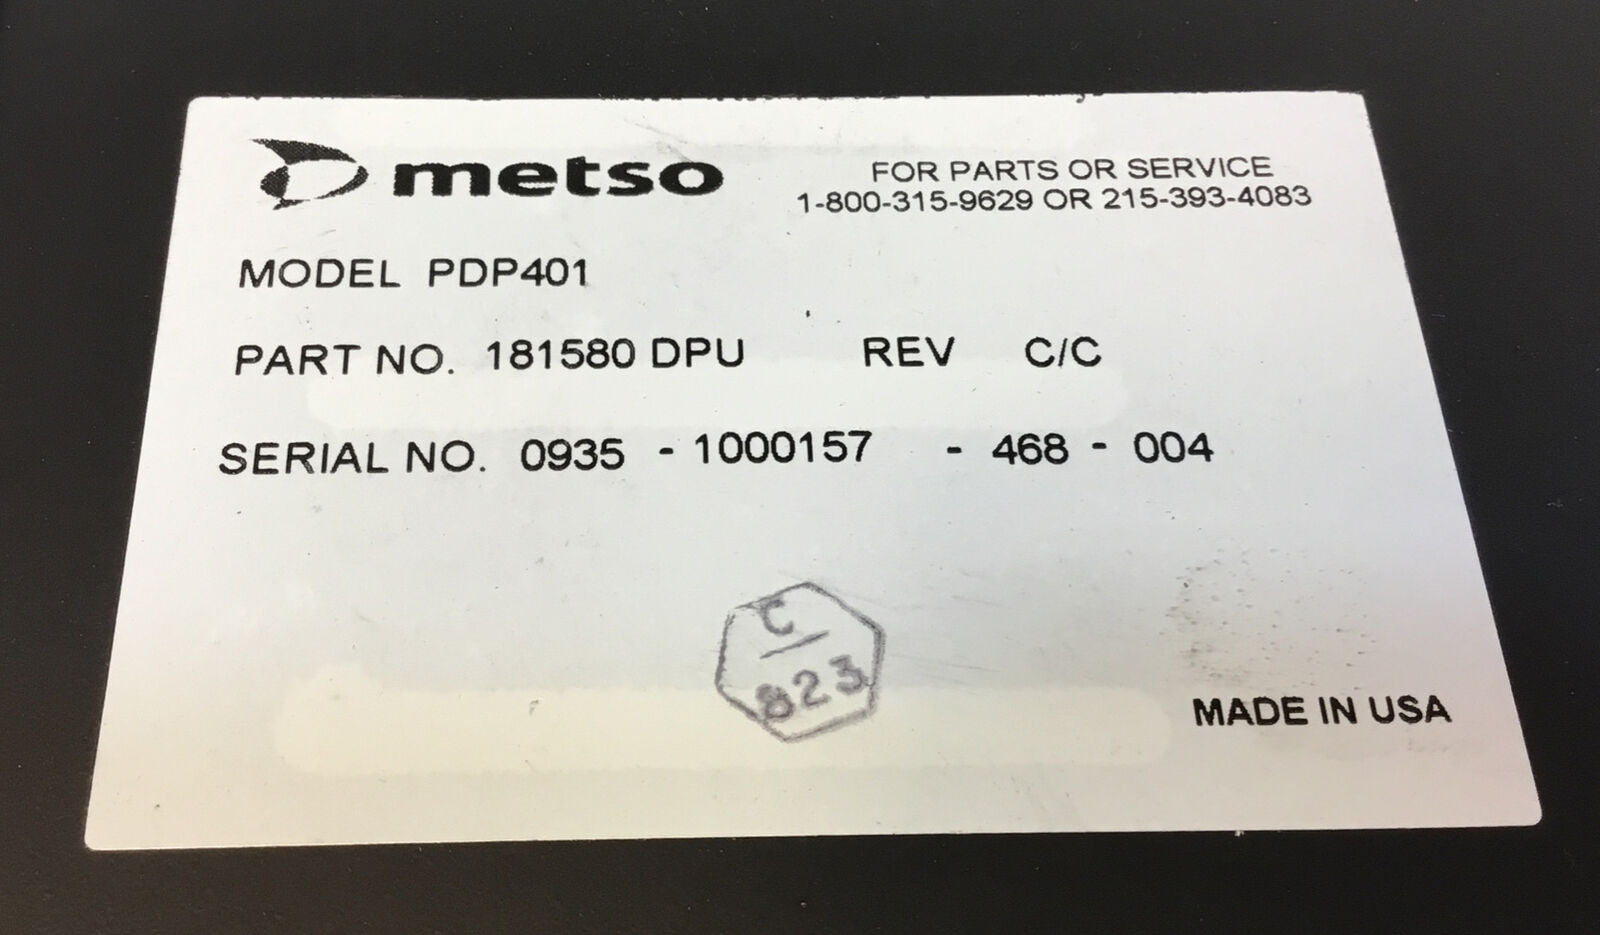 metso
FOR PARTS OR SERVICE
1-800-315-9629 OR 215-393-4083
MODEL PDP401
PART NO. 181580 DPU REV C/C
SERIAL NO. 0935 - 1000157 - 468 - 004
C
823
MADE IN USA